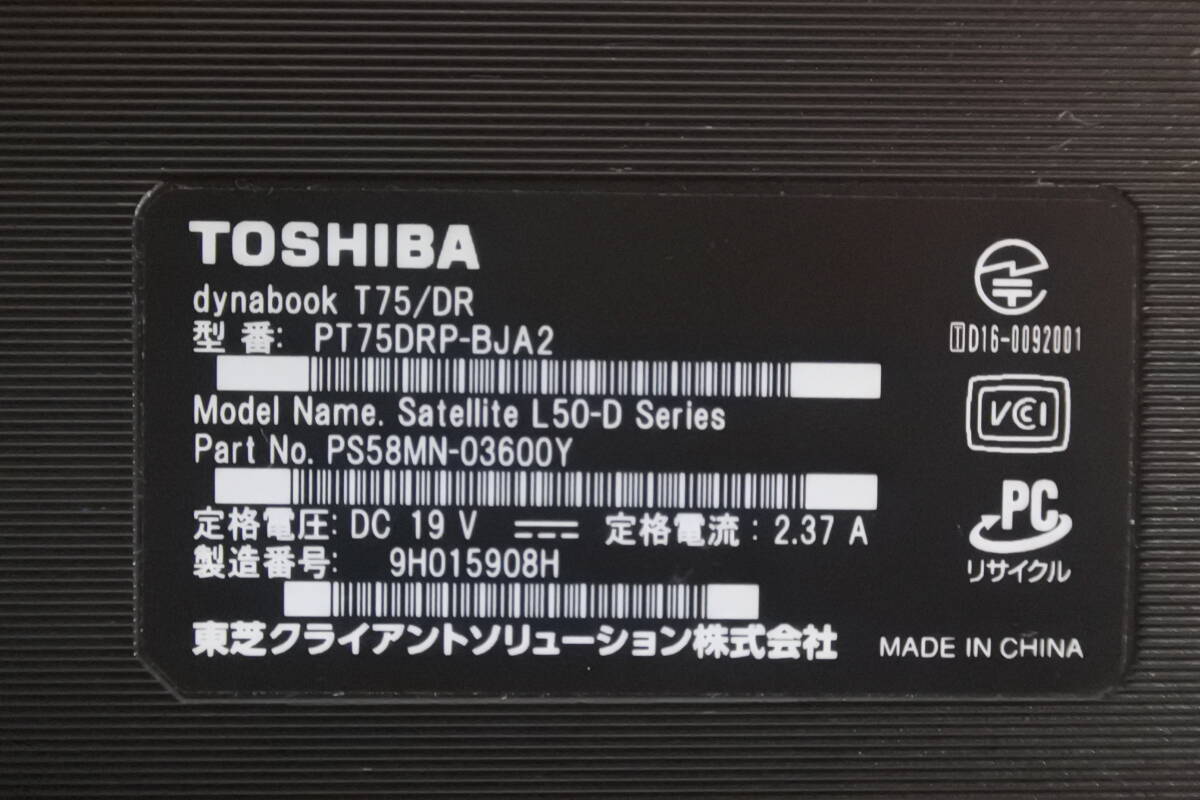 TOSHIBA
dynabook T75/DR
型 番: PT75DRP-BJA2
Model Name. Satellite L50-D Series
Part No. PS58MN-03600Y
定格電圧: DC 19 V 定格電流: 2.37 A
製造番号: 9H015908H
東芝クライアントソリューション株式会社
TD16-0092001
VCCI
PC
リサイクル
MADE IN CHINA